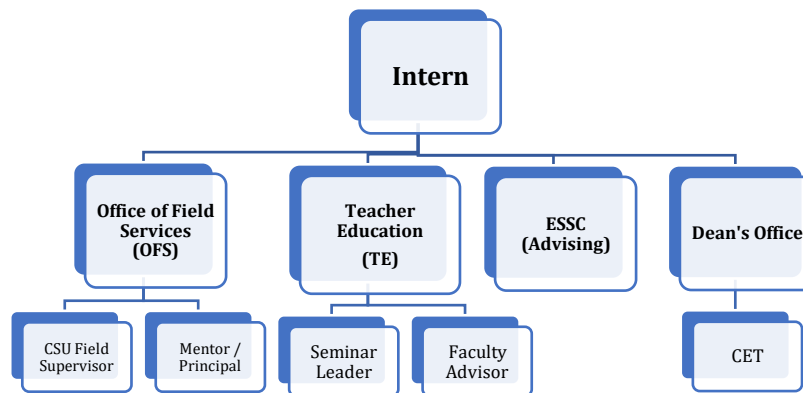 Intern
Office of Field
Services
(OFS)
Teacher
Education
(TE)
ESSC
(Advising)
Dean's Office
CSU Field
Supervisor
Mentor /
Principal
Seminar
Leader
Faculty
Advisor
CET